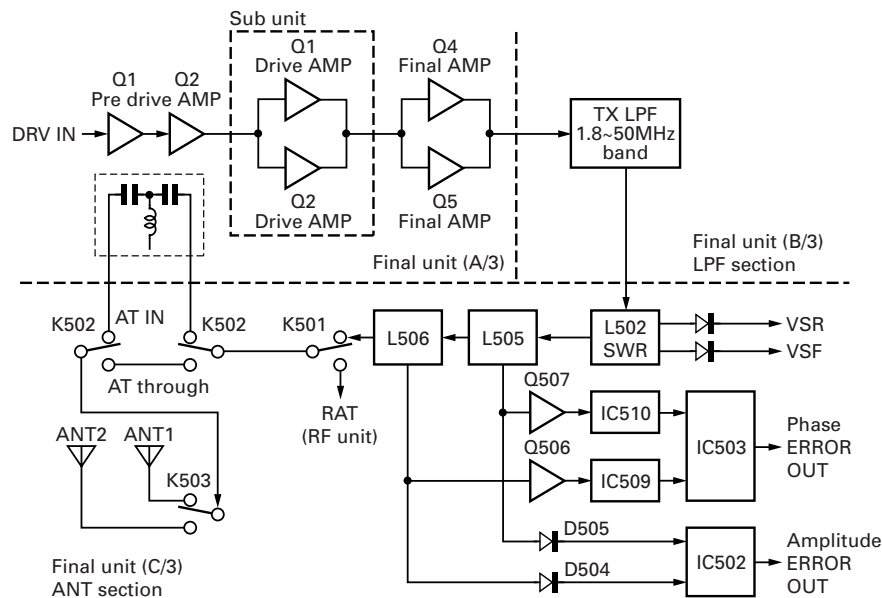 Sub unit
Q1
Drive AMP
Q4
Final AMP
Q1
Q2
Pre drive AMP
DRV IN
TX LPF
1.8~50MHz
band
Q2
Drive AMP
Q5
Final AMP
Final unit (A/3)
Final unit (B/3)
LPF section
K502
AT IN
K502
K501
L506
L505
L502
SWR
VSR
VSF
AT through
RAT
(RF unit)
Q507
IC510
IC503
Phase
ERROR
OUT
Q506
IC509
ANT2
ANT1
K503
D505
D504
IC502
Amplitude
ERROR
OUT
Final unit (C/3)
ANT section